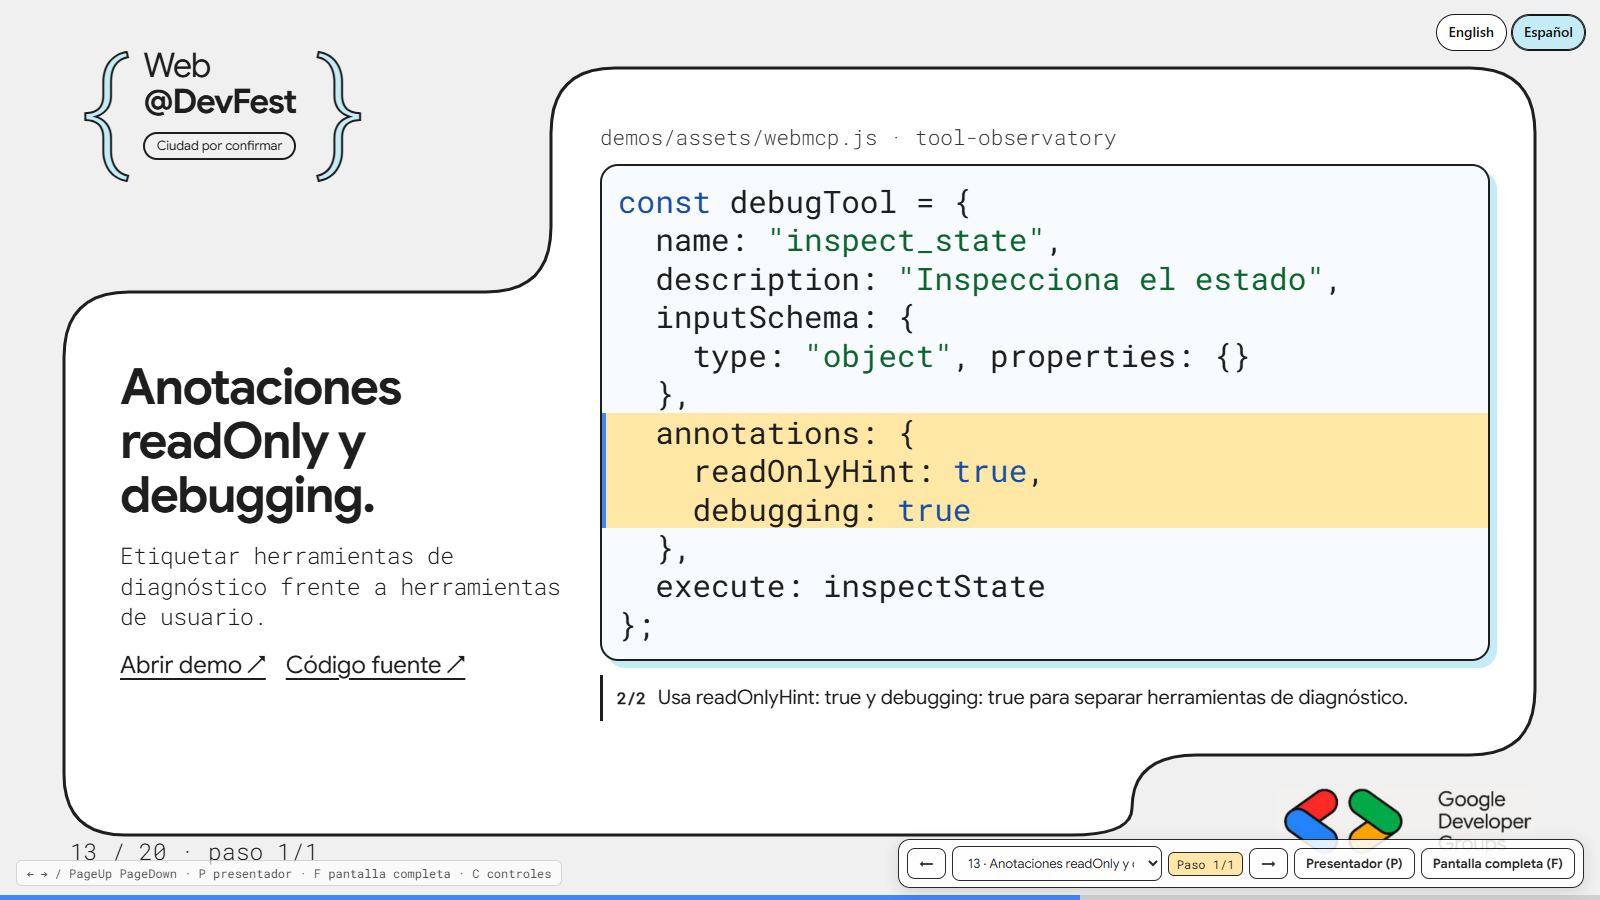 English
Español
Web
@DevFest
Ciudad por confirmar
demos/assets/webmcp.js · tool-observatory
const debugTool = {
name: "inspect_state",
description: "Inspecciona el estado",
inputSchema: {
type: "object", properties: {}
},
annotations: {
readOnlyHint: true,
debugging: true
},
execute: inspectState
};
Anotaciones
readOnly y
debugging.
Etiquetar herramientas de
diagnóstico frente a herramientas
de usuario.
Abrir demo ↗ Código fuente ↗
2/2 Usa readOnlyHint: true y debugging: true para separar herramientas de diagnóstico.
Google
Developer
Groups
13 / 20 · paso 1/1
← → / PageUp PageDown · P presentador · F pantalla completa · C controles
← 13 · Anotaciones readOnly y Paso 1/1 → Presentador (P) Pantalla completa (F)